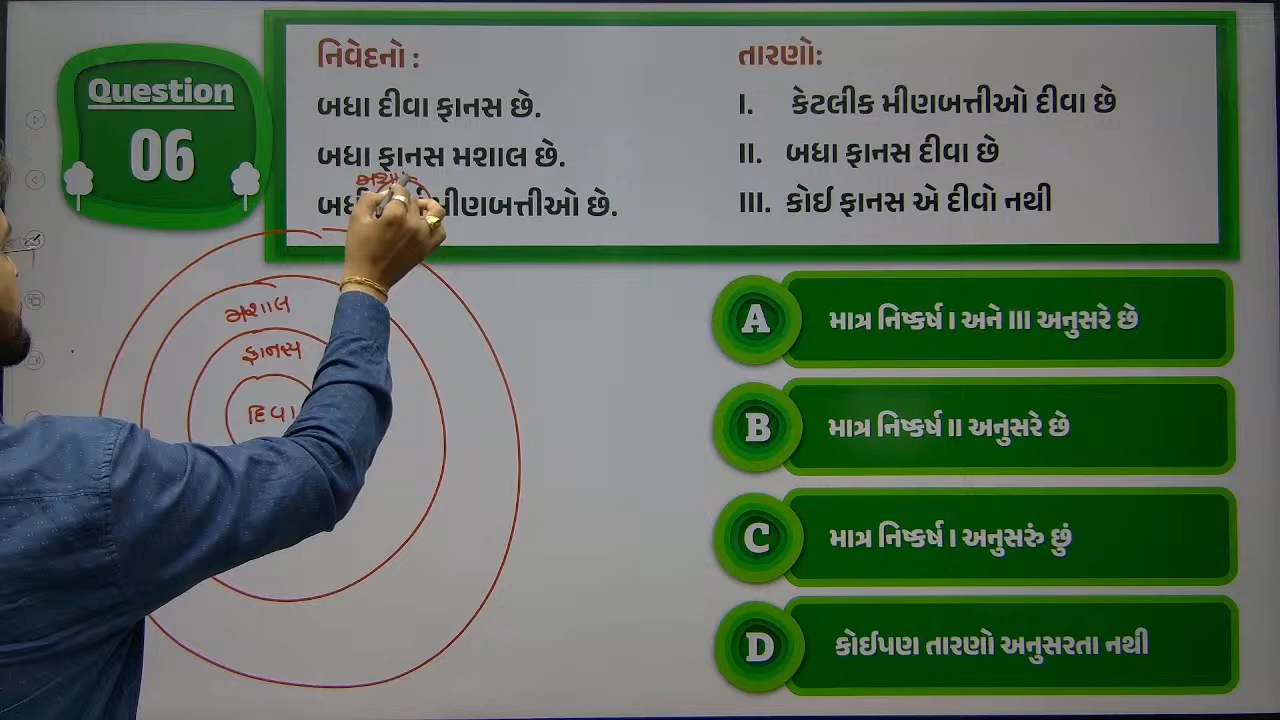 Question
06
નિવેદનો :
બધા દીવા ફાનસ છે.
બધા ફાનસ મશાલ છે.
મીણબત્તીઓ છે.
તારણો:
I. કેટલીક મીણબત્તીઓ દીવા છે
II. બધા ફાનસ દીવા છે
III. કોઈ ફાનસ એ દીવો નથી
મશાલ
ફાનસ
દિવા
A માત્ર નિષ્કર્ષ I અને III અનુસરે છે
B માત્ર નિષ્કર્ષ II અનુસરે છે
C માત્ર નિષ્કર્ષ I અનુસરું છું
D કોઈપણ તારણો અનુસરતા નથી